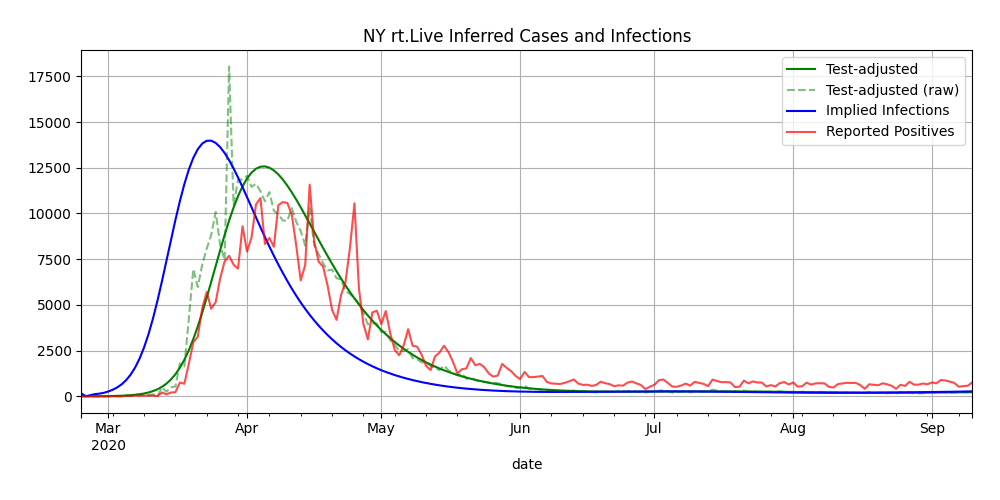 NY rt.Live Inferred Cases and Infections
Test-adjusted
Test-adjusted (raw)
Implied Infections
Reported Positives
17500
15000
12500
10000
7500
5000
2500
0
Mar Apr May Jun Jul Aug Sep
2020
date